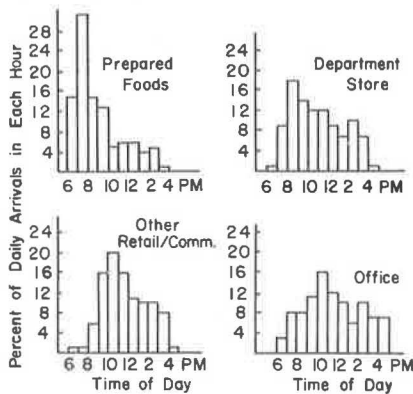 Percent of Daily Arrivals in Each Hour
28
24
20
16
12
8
4
Prepared
Foods
6 8 10 12 2 4 PM
24
20
16
12
8
4
Department
Store
6 8 10 12 2 4 PM
24
20
16
12
8
4
Other
Retail/Comm.
6 8 10 12 2 4 PM
Time of Day
24
20
16
12
8
4
Office
6 8 10 12 2 4 PM
Time of Day